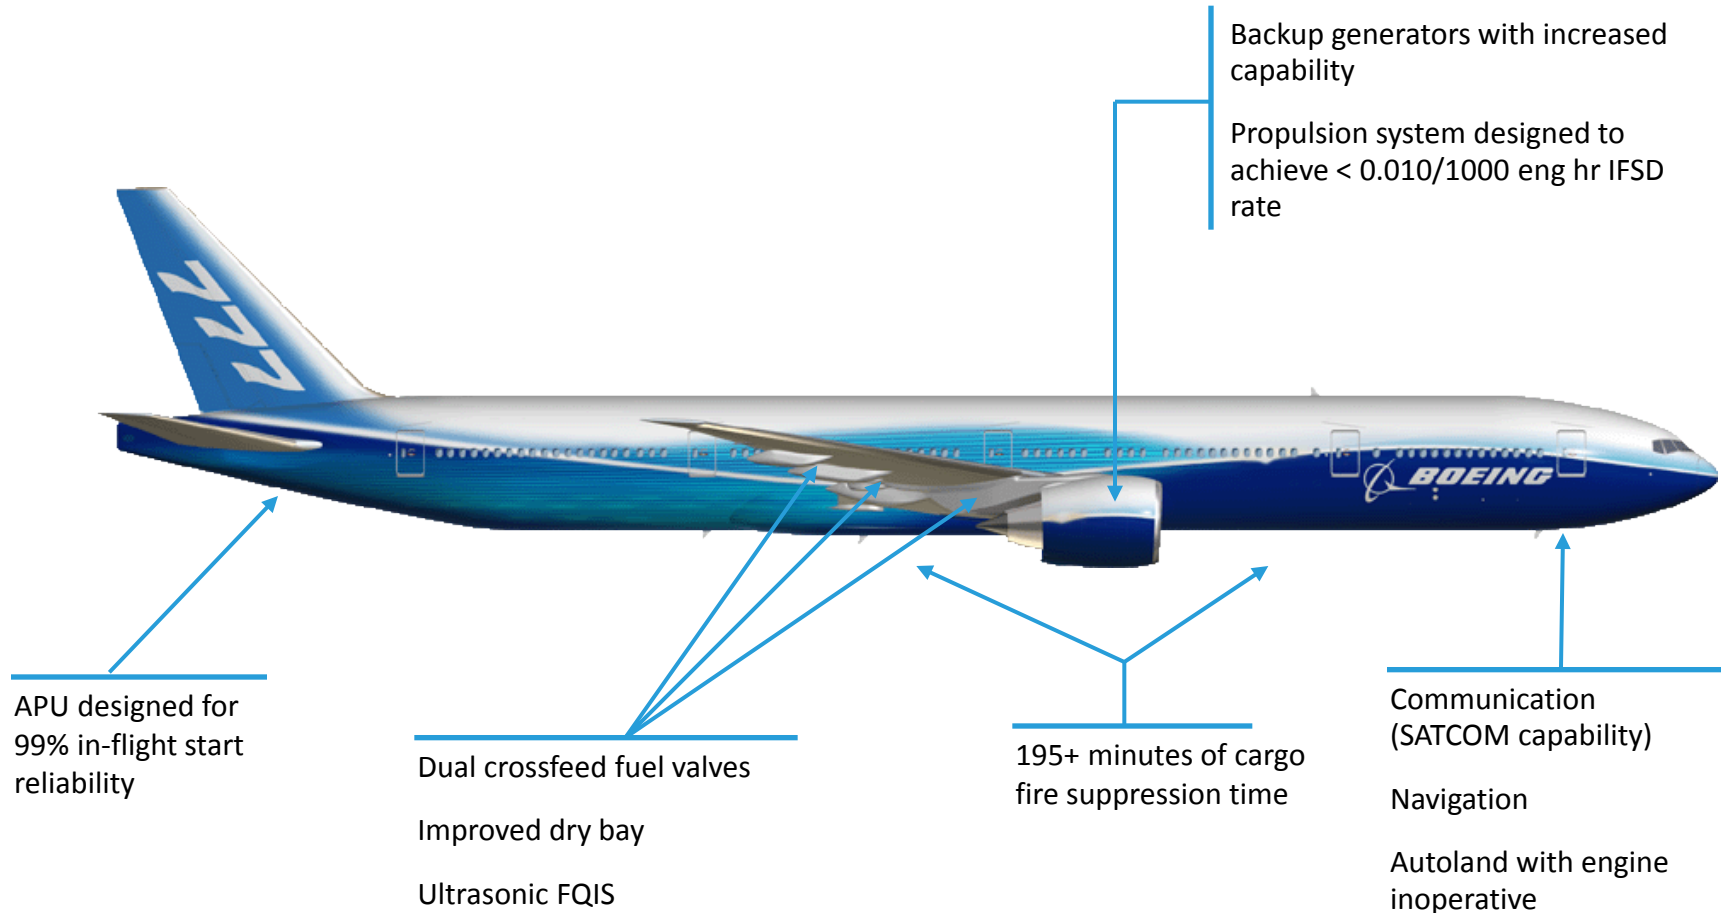 Backup generators with increased
capability
Propulsion system designed to
achieve < 0.010/1000 eng hr IFSD
rate
777
BOEING
APU designed for
99% in-flight start
reliability
Dual crossfeed fuel valves
Improved dry bay
Ultrasonic FQIS
195+ minutes of cargo
fire suppression time
Communication
(SATCOM capability)
Navigation
Autoland with engine
inoperative